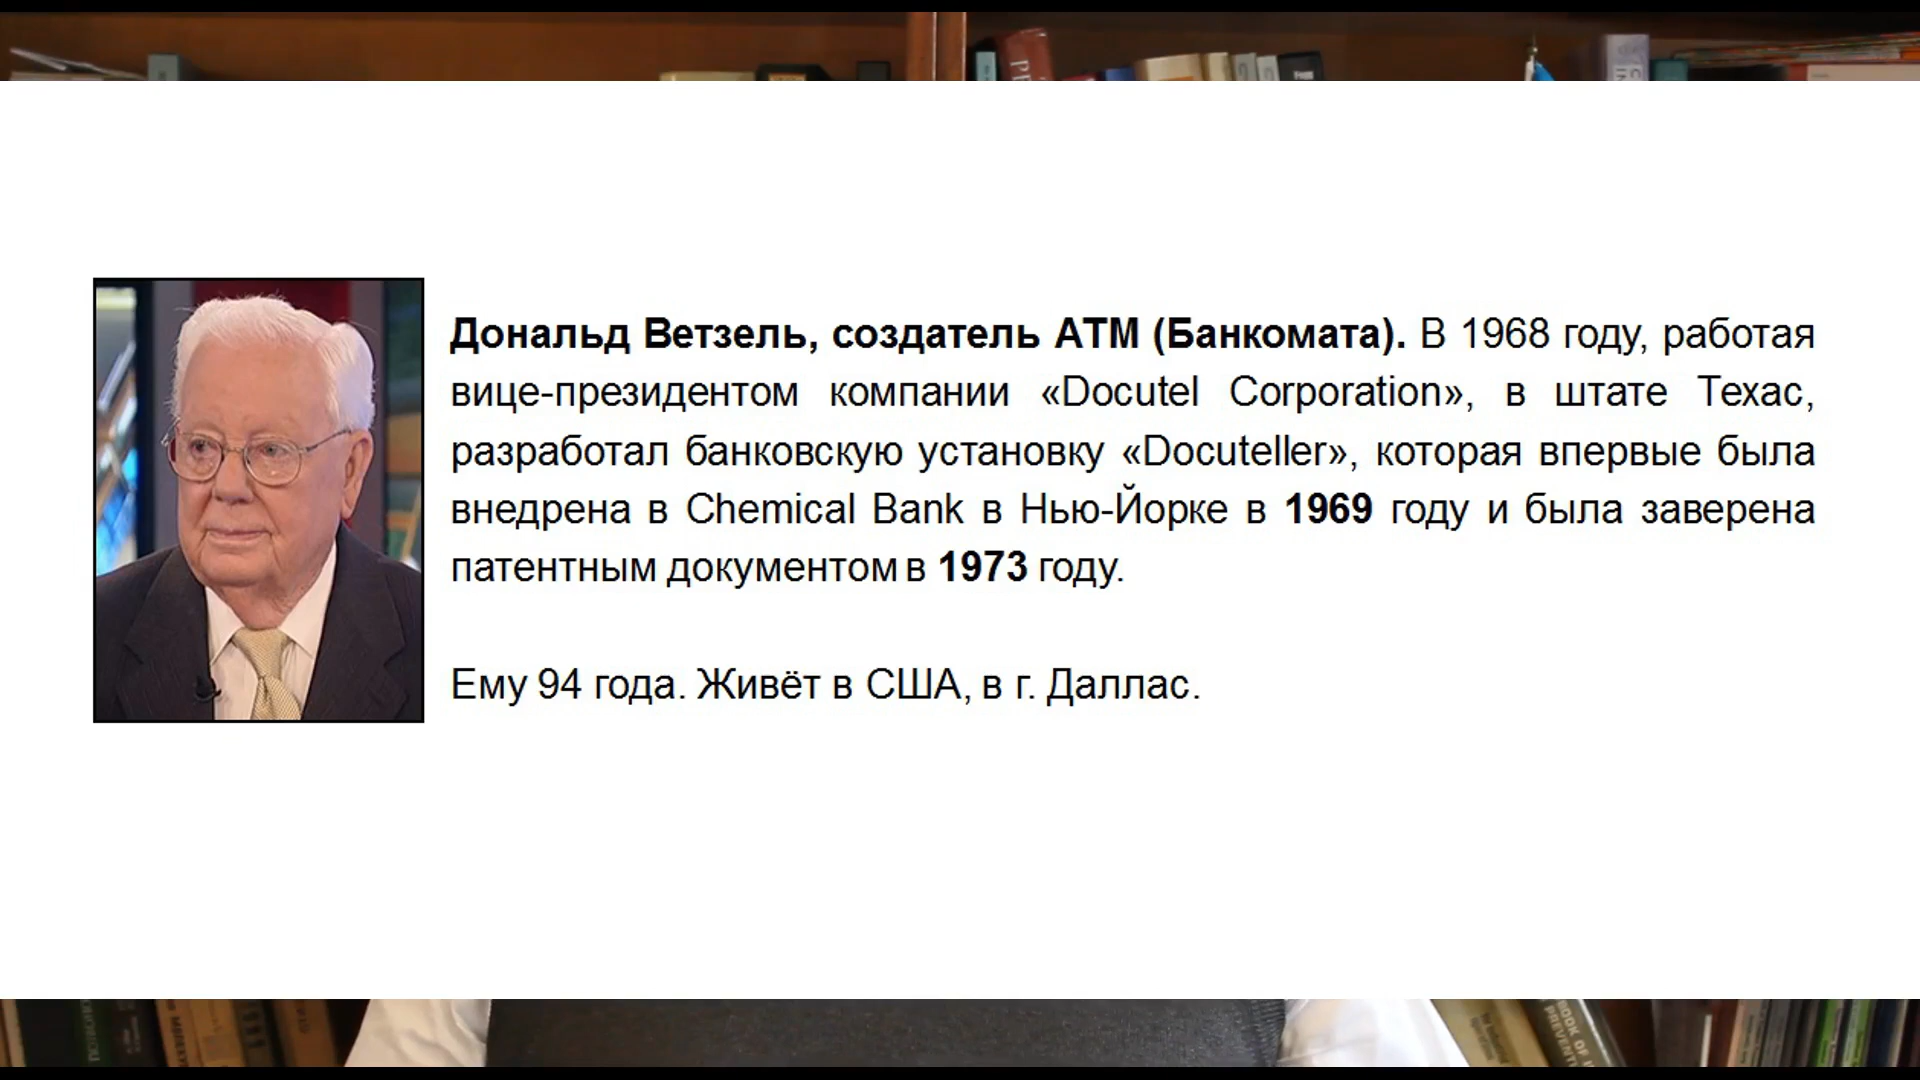 Дональд Ветзель, создатель АТМ (Банкомата). В 1968 году, работая
вице-президентом компании «Docutel Corporation», в штате Техас,
разработал банковскую установку «Docuteller», которая впервые была
внедрена в Chemical Bank в Нью-Йорке в 1969 году и была заверена
патентным документом в 1973 году.
Ему 94 года. Живёт в США, в г. Даллас.